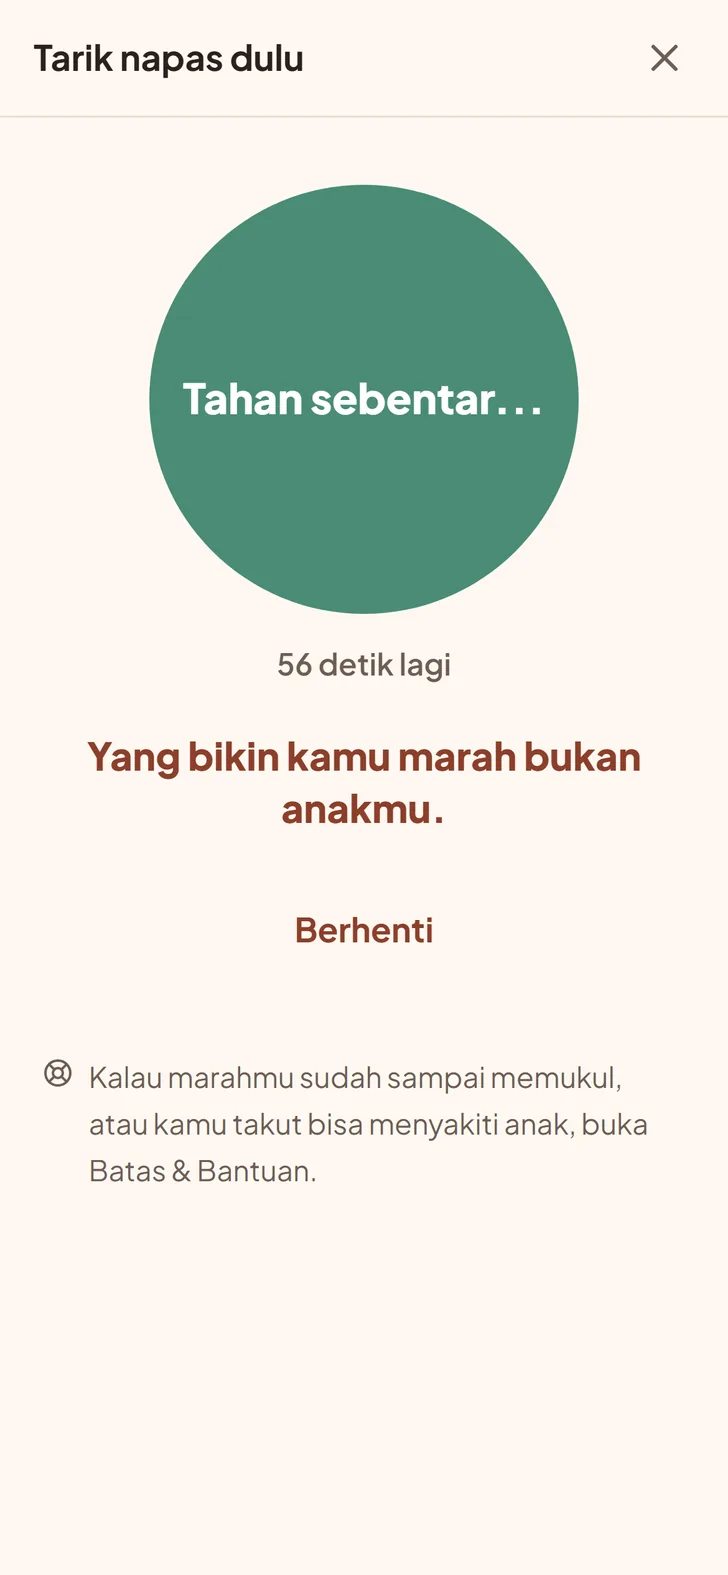 Tarik napas dulu
Tahan sebentar...
56 detik lagi
Yang bikin kamu marah bukan
anakmu.
Berhenti
Kalau marahmu sudah sampai memukul,
atau kamu takut bisa menyakiti anak, buka
Batas & Bantuan.